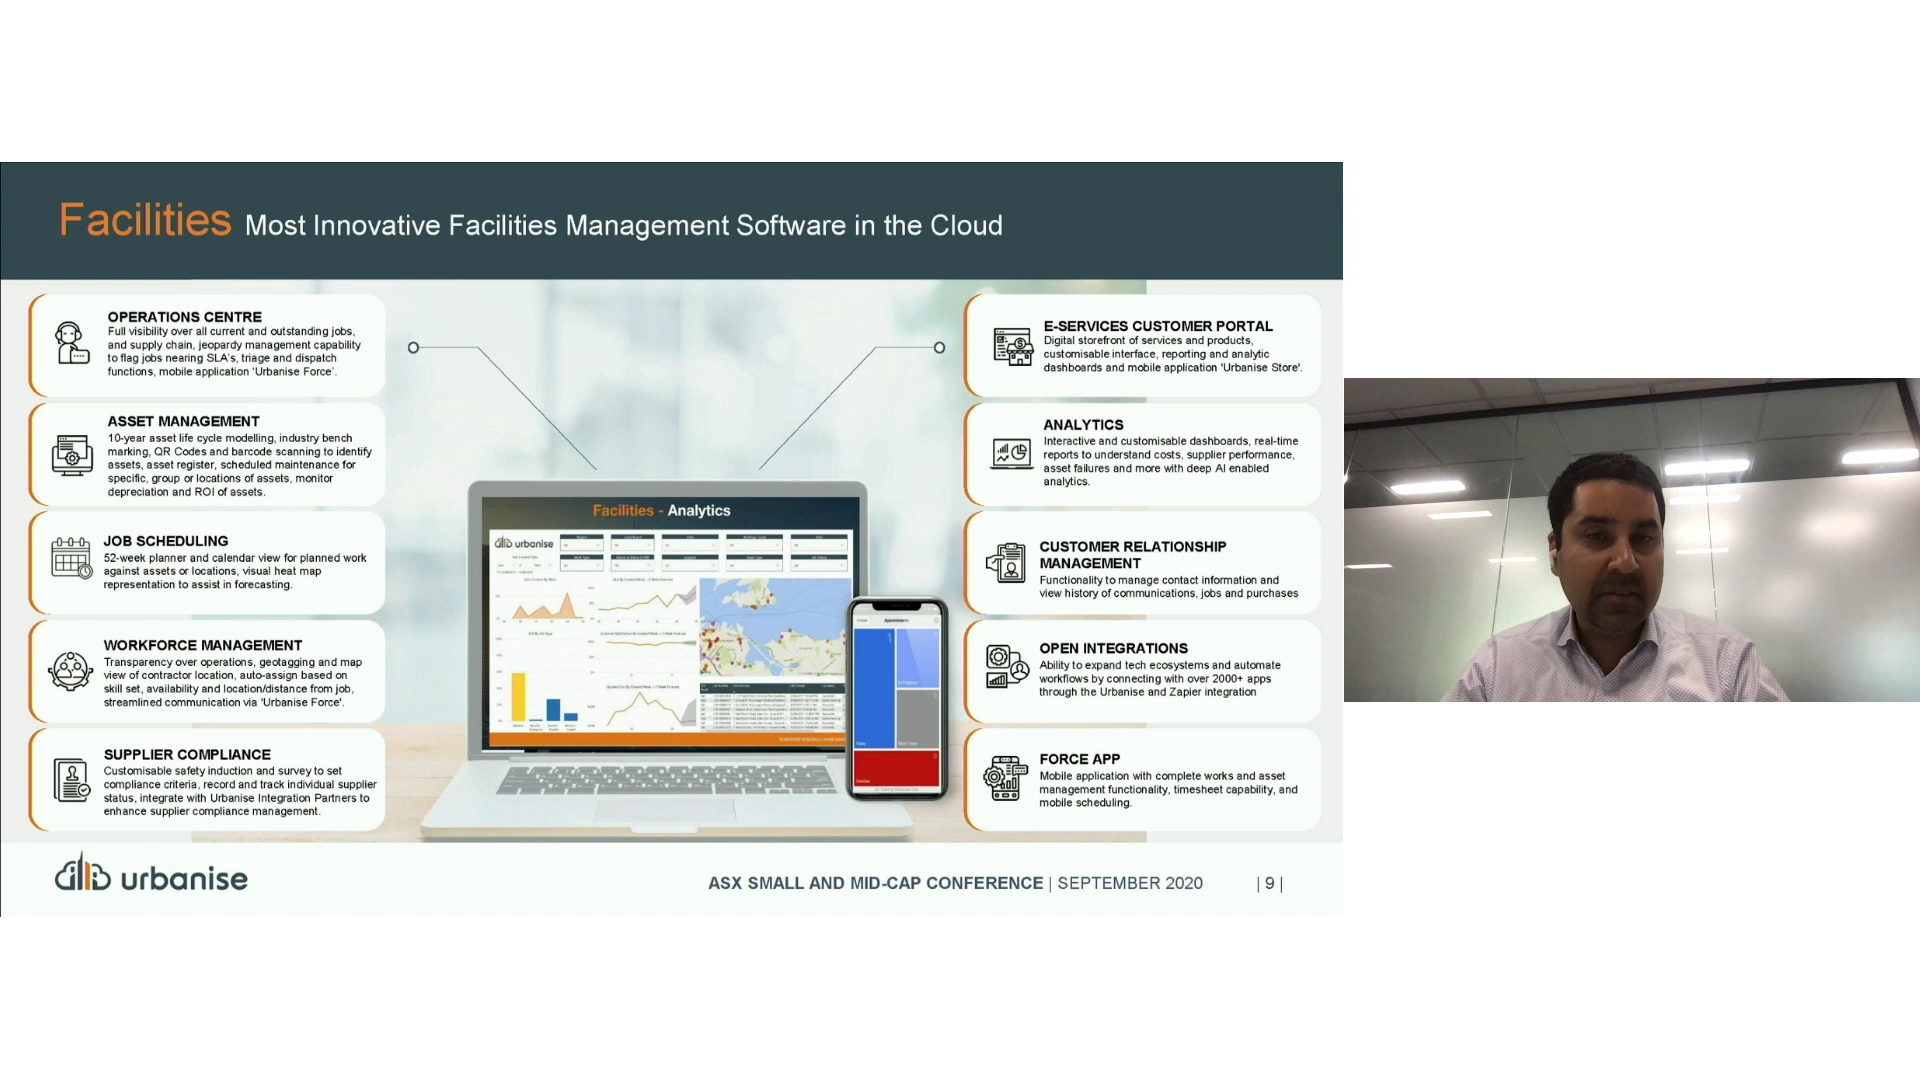 Facilities Most Innovative Facilities Management Software in the Cloud
OPERATIONS CENTRE
Full visibility over all current and outstanding jobs,
and supply chain, jeopardy management capability
to flag jobs nearing SLA's, triage and dispatch
functions, mobile application 'Urbanise Force'.
ASSET MANAGEMENT
10-year asset life cycle modelling, industry bench
marking, QR Codes and barcode scanning to identify
assets, asset register, scheduled maintenance for
specific, group or locations of assets, monitor
depreciation and ROI of assets.
JOB SCHEDULING
52-week planner and calendar view for planned work
against assets or locations, visual heat map
representation to assist in forecasting.
WORKFORCE MANAGEMENT
Transparency over operations, geotagging and map
view of contractor location, auto-assign based on
skill set, availability and location/distance from job,
streamlined communication via 'Urbanise Force'.
SUPPLIER COMPLIANCE
Customisable safety induction and survey to set
compliance criteria, record and track individual supplier
status, integrate with Urbanise Integration Partners to
enhance supplier compliance management.
Facilities - Analytics
urbanise
Appointments
E-SERVICES CUSTOMER PORTAL
Digital storefront of services and products,
customisable interface, reporting and analytic
dashboards and mobile application 'Urbanise Store'.
ANALYTICS
Interactive and customisable dashboards, real-time
reports to understand costs, supplier performance,
asset failures and more with deep AI enabled
analytics.
CUSTOMER RELATIONSHIP
MANAGEMENT
Functionality to manage contact information and
view history of communications, jobs and purchases
OPEN INTEGRATIONS
Ability to expand tech ecosystems and automate
workflows by connecting with over 2000+ apps
through the Urbanise and Zapier integration
FORCE APP
Mobile application with complete works and asset
management functionality, timesheet capability, and
mobile scheduling.
urbanise
ASX SMALL AND MID-CAP CONFERENCE | SEPTEMBER 2020 | 9 |